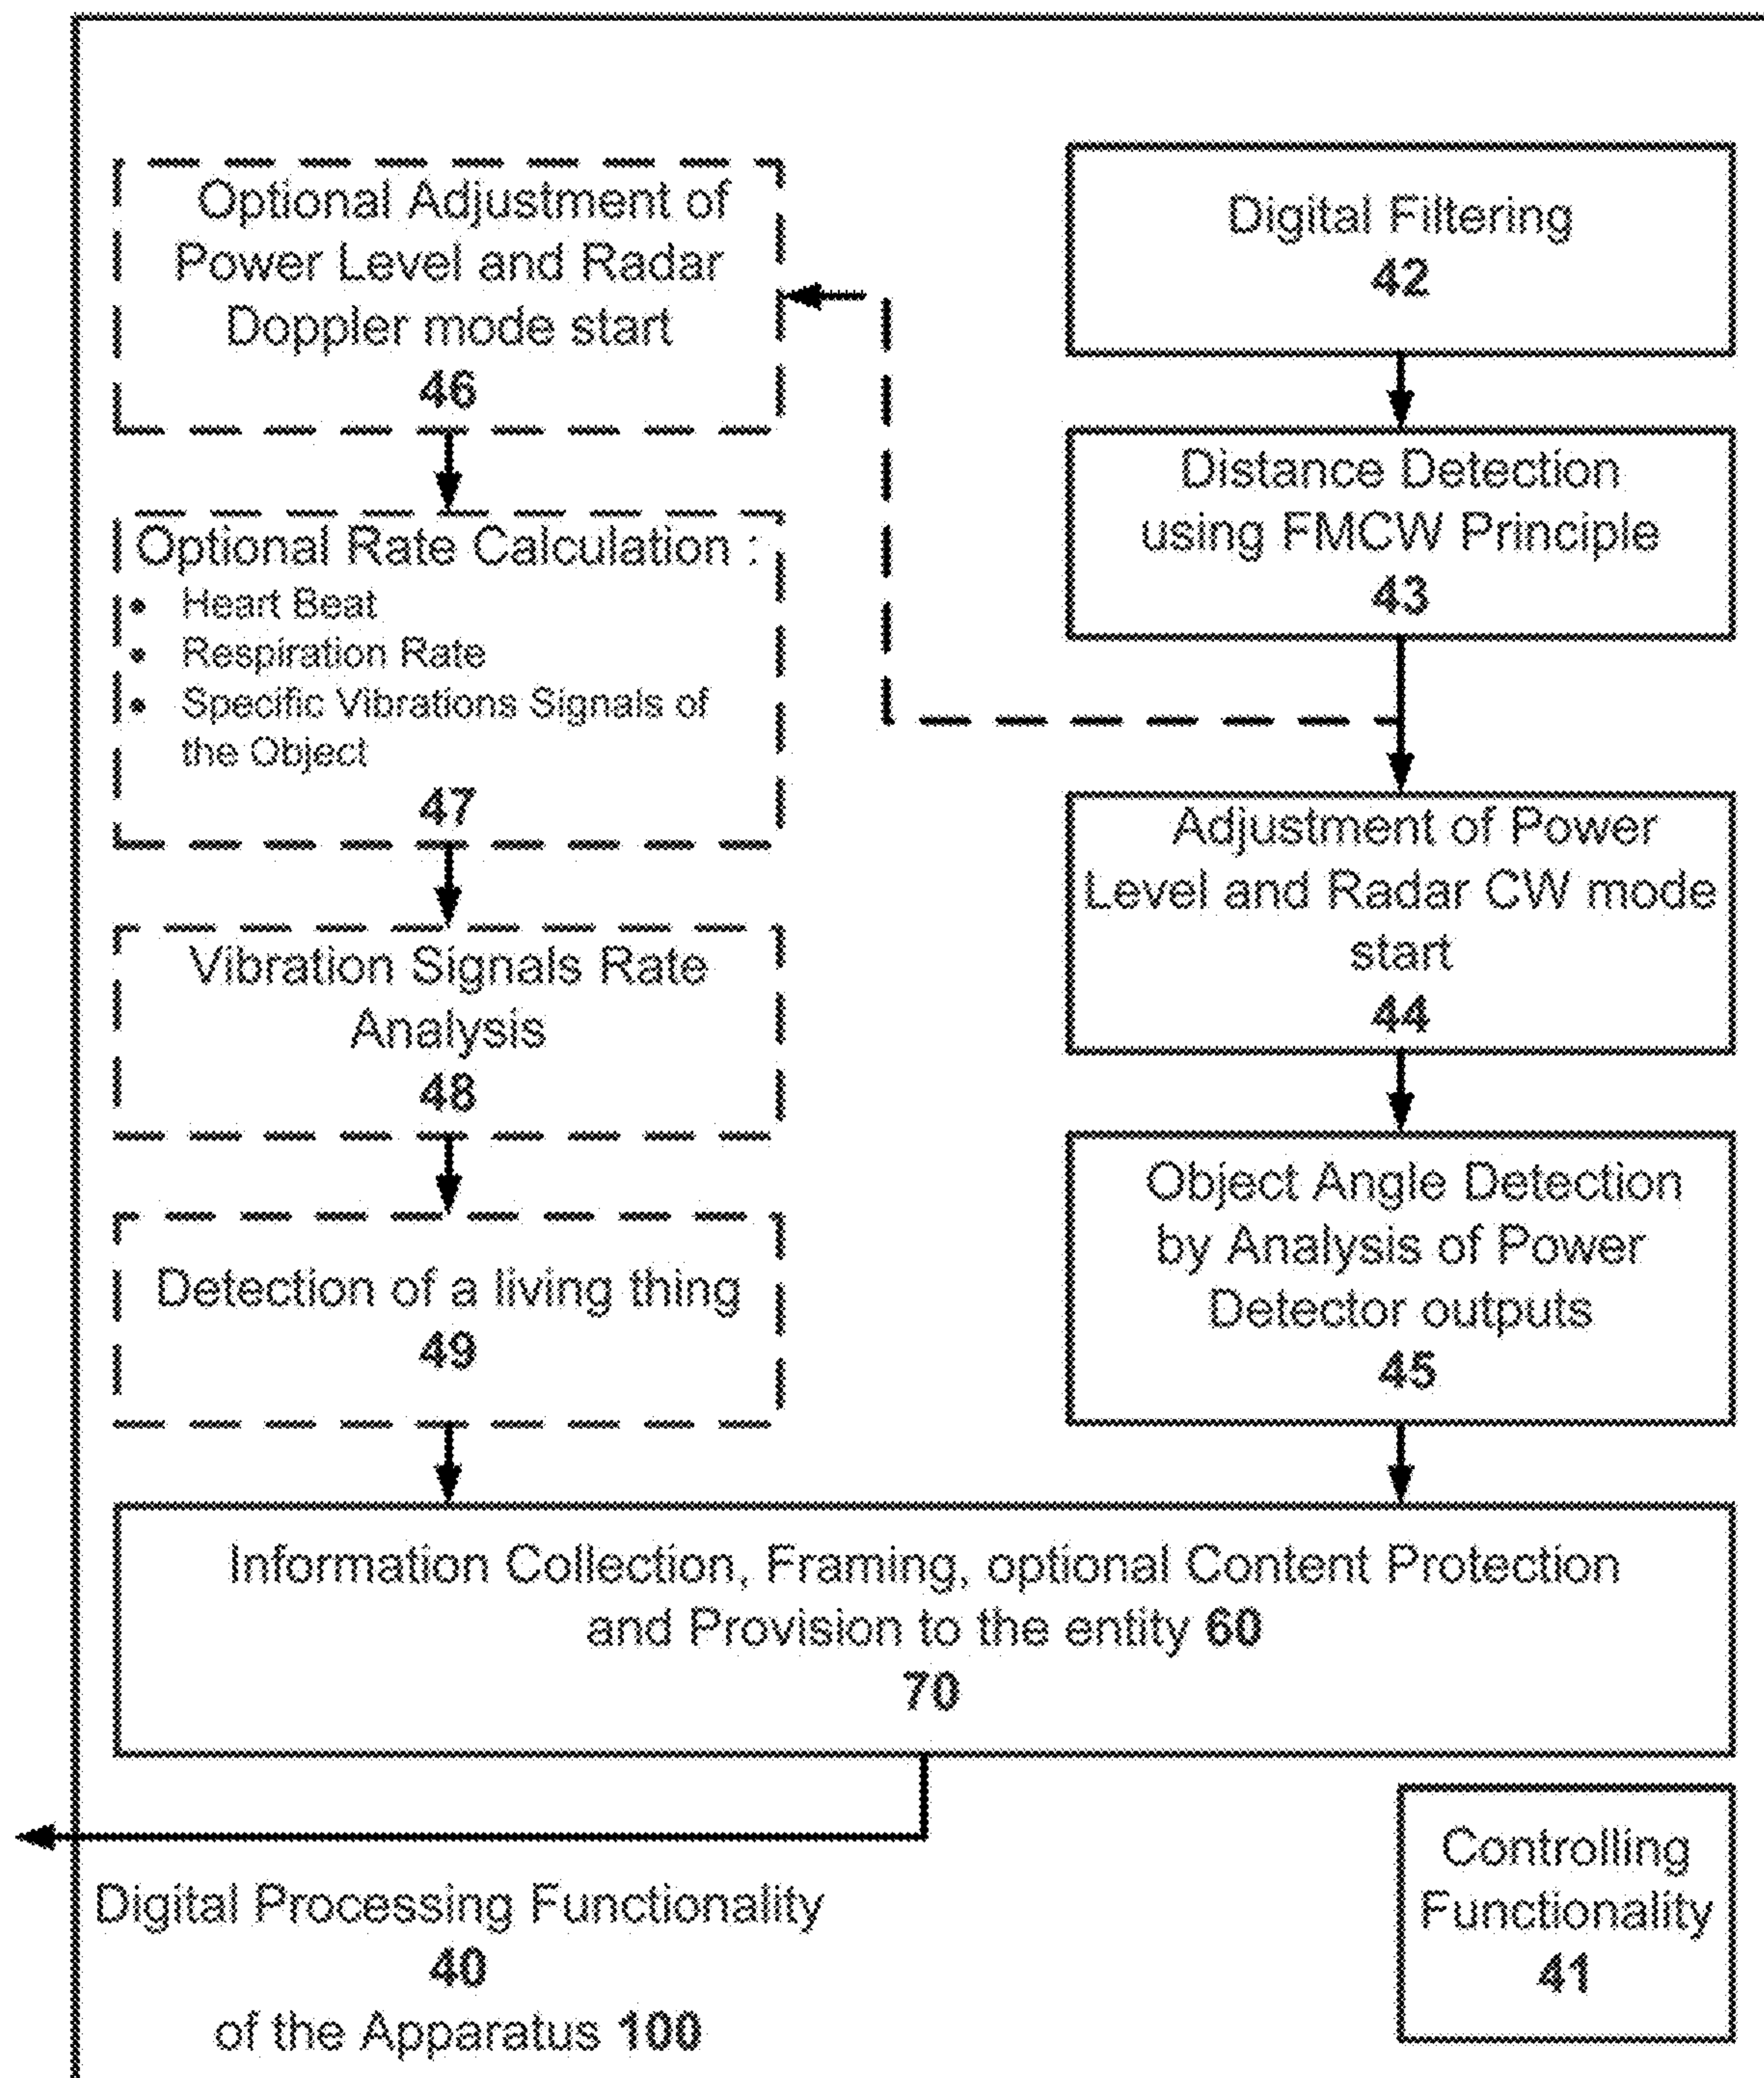 Optional Adjustment of
Power Level and Radar
Doppler mode start
46
Optional Rate Calculation :
• Heart Beat
• Respiration Rate
• Specific Vibrations Signals of
the Object
47
Vibration Signals Rate
Analysis
48
Detection of a living thing
49
Digital Filtering
42
Distance Detection
using FMCW Principle
43
Adjustment of Power
Level and Radar CW mode
start
44
Object Angle Detection
by Analysis of Power
Detector outputs
45
Information Collection, Framing, optional Content Protection
and Provision to the entity 60
70
Digital Processing Functionality
40
of the Apparatus 100
Controlling
Functionality
41